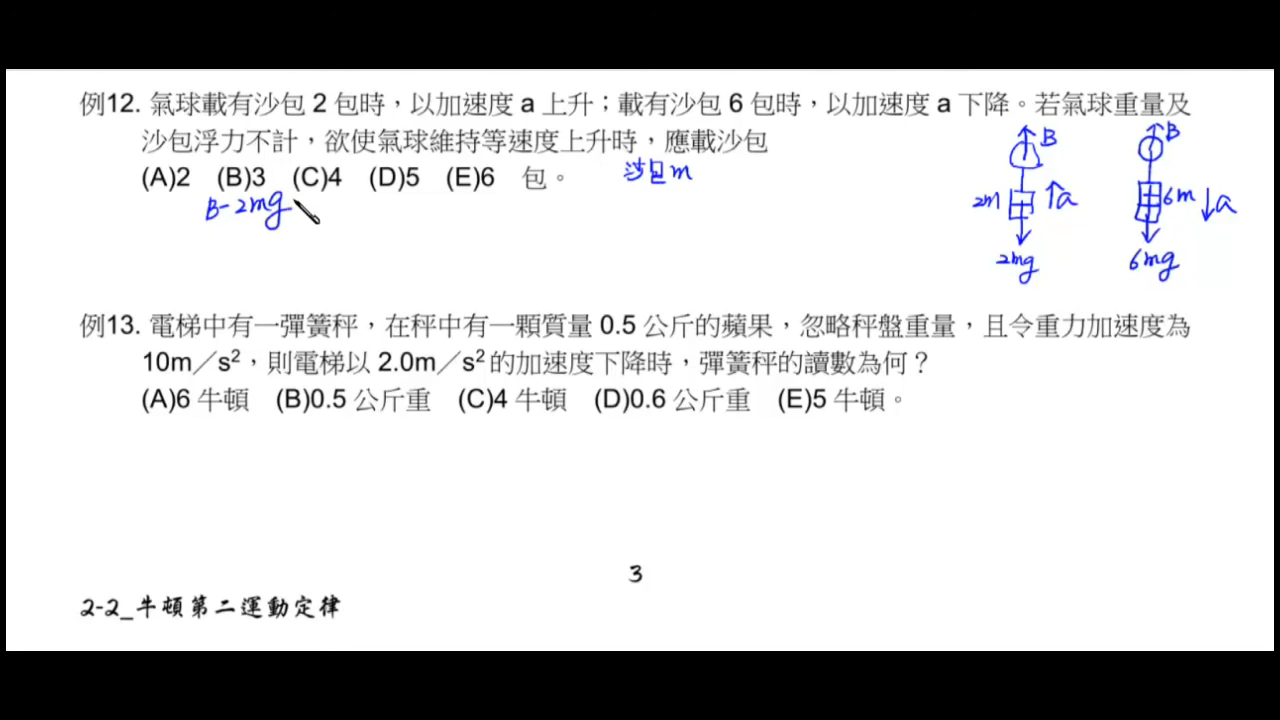 例12. 氣球載有沙包 2 包時，以加速度 a 上升；載有沙包 6 包時，以加速度 a 下降。若氣球重量及
沙包浮力不計，欲使氣球維持等速度上升時，應載沙包
(A)2 (B)3 (C)4 (D)5 (E)6 包。
沙包m
B-2mg
B
2m
a
2mg
B
6m
a
6mg
例13. 電梯中有一彈簧秤，在秤中有一顆質量 0.5 公斤的蘋果，忽略秤盤重量，且令重力加速度為
10m／s²，則電梯以 2.0m／s² 的加速度下降時，彈簧秤的讀數為何？
(A)6 牛頓 (B)0.5 公斤重 (C)4 牛頓 (D)0.6 公斤重 (E)5 牛頓。
3
2-2_牛頓第二運動定律